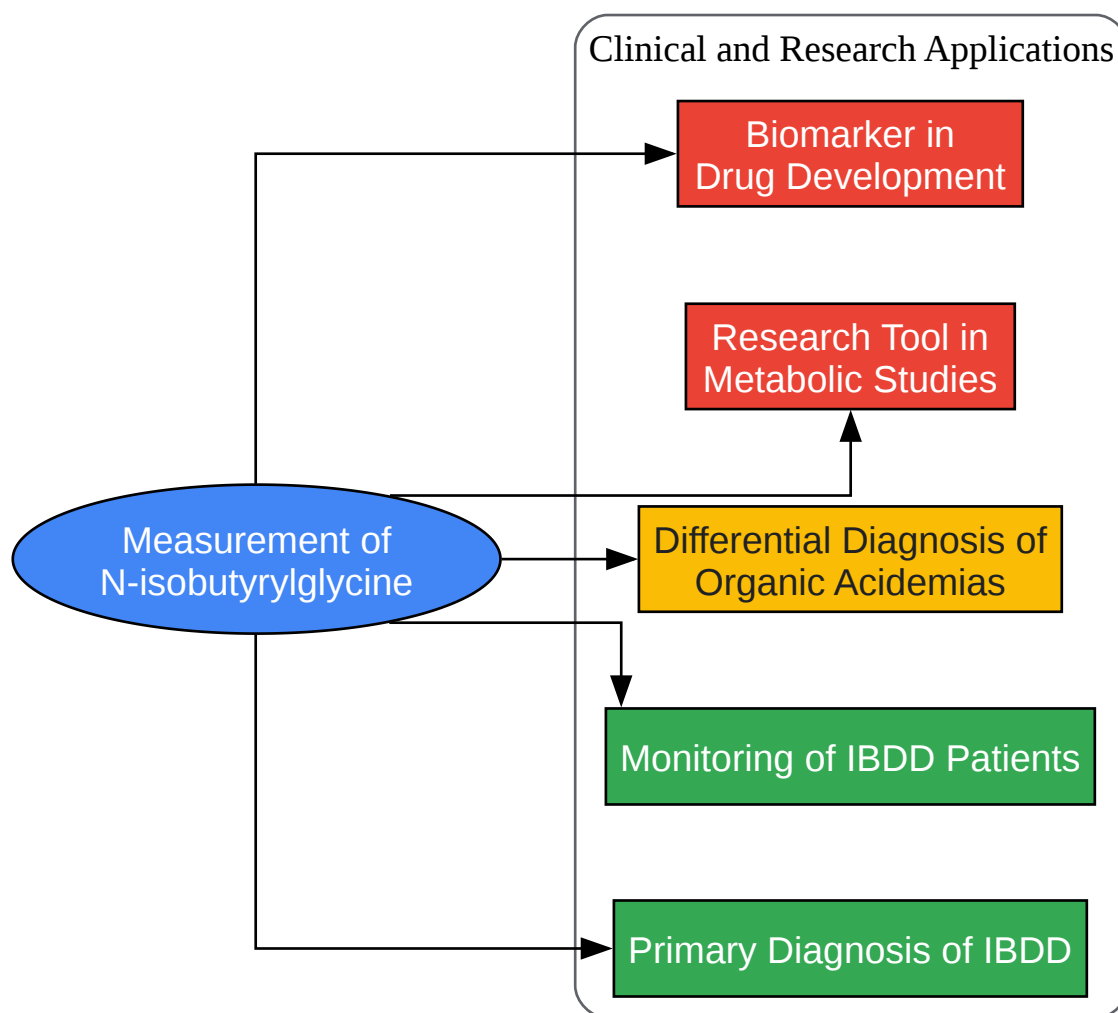 Clinical and Research Applications
Biomarker in
Drug Development
Research Tool in
Metabolic Studies
Measurement of
N-isobutyrylglycine
Differential Diagnosis of
Organic Acidemias
Monitoring of IBDD Patients
Primary Diagnosis of IBDD